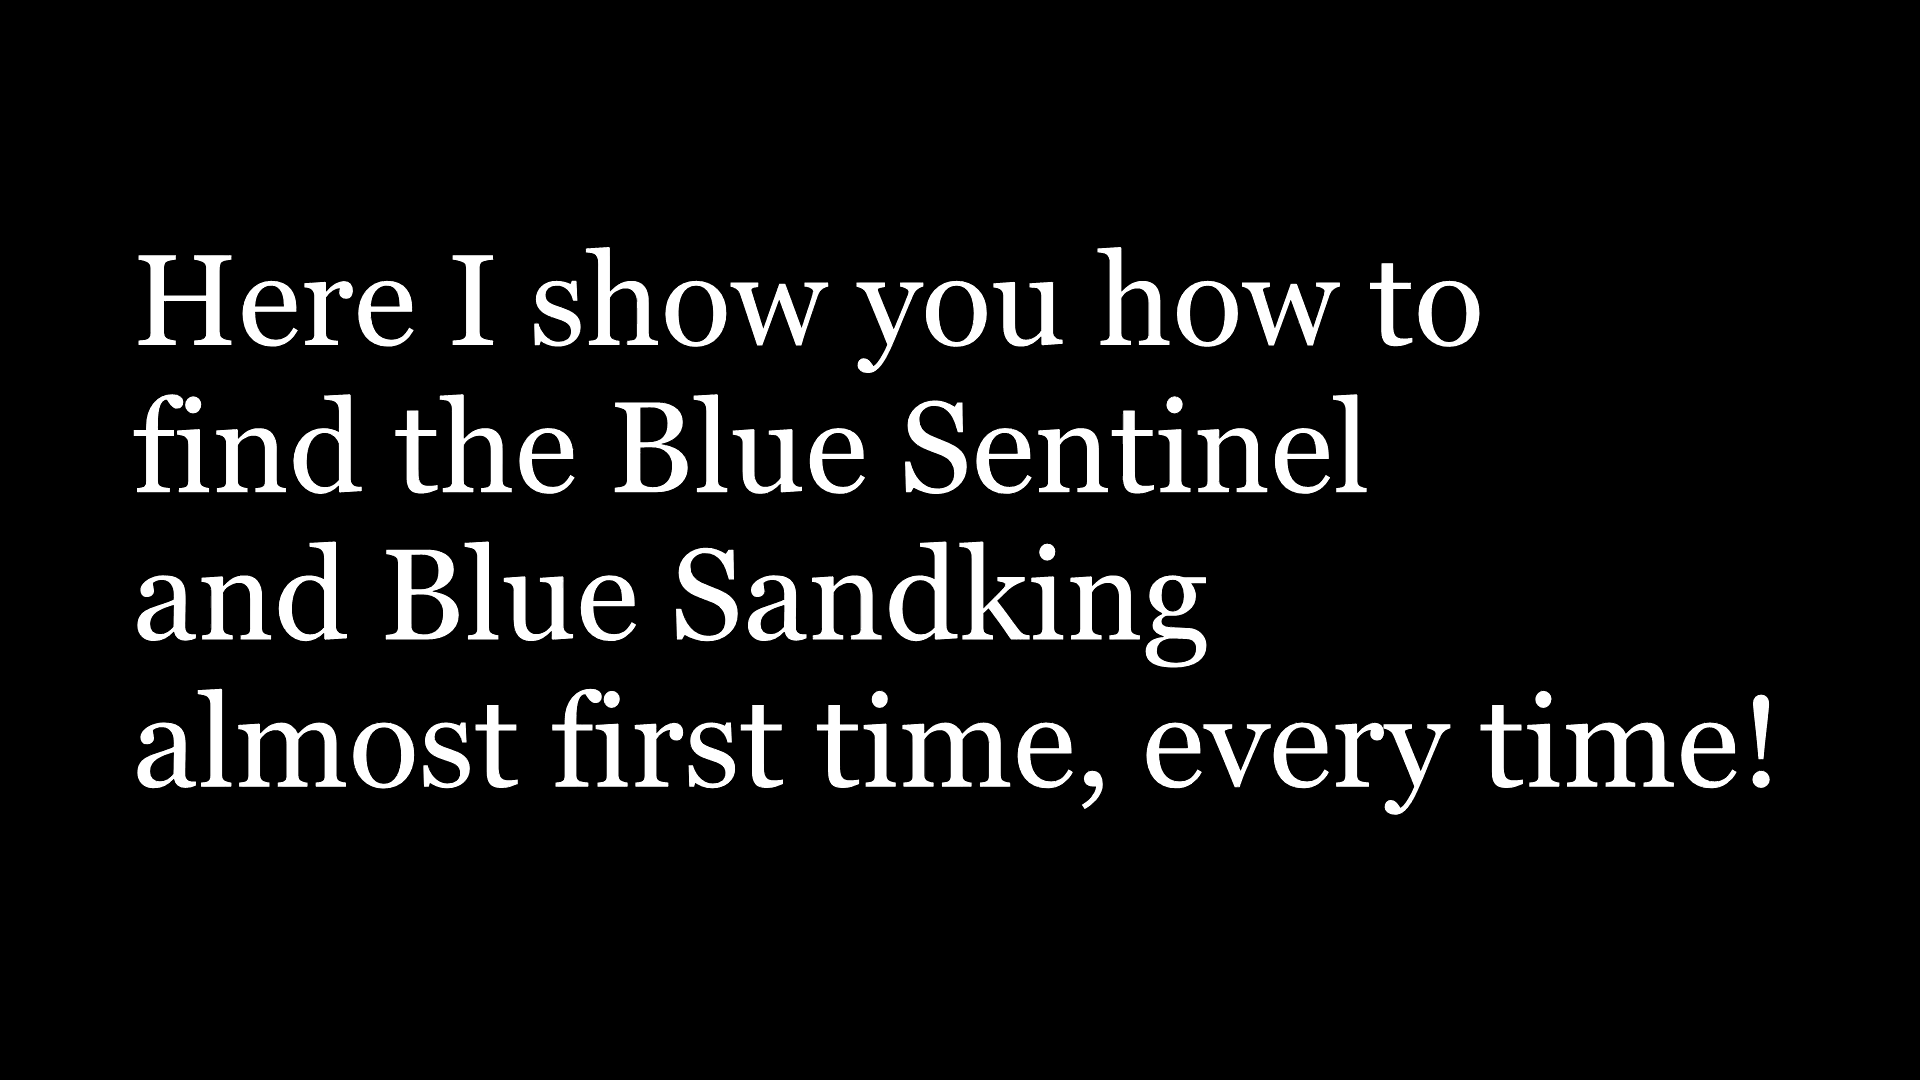 Here I show you how to
find the Blue Sentinel
and Blue Sandking
almost first time, every time!